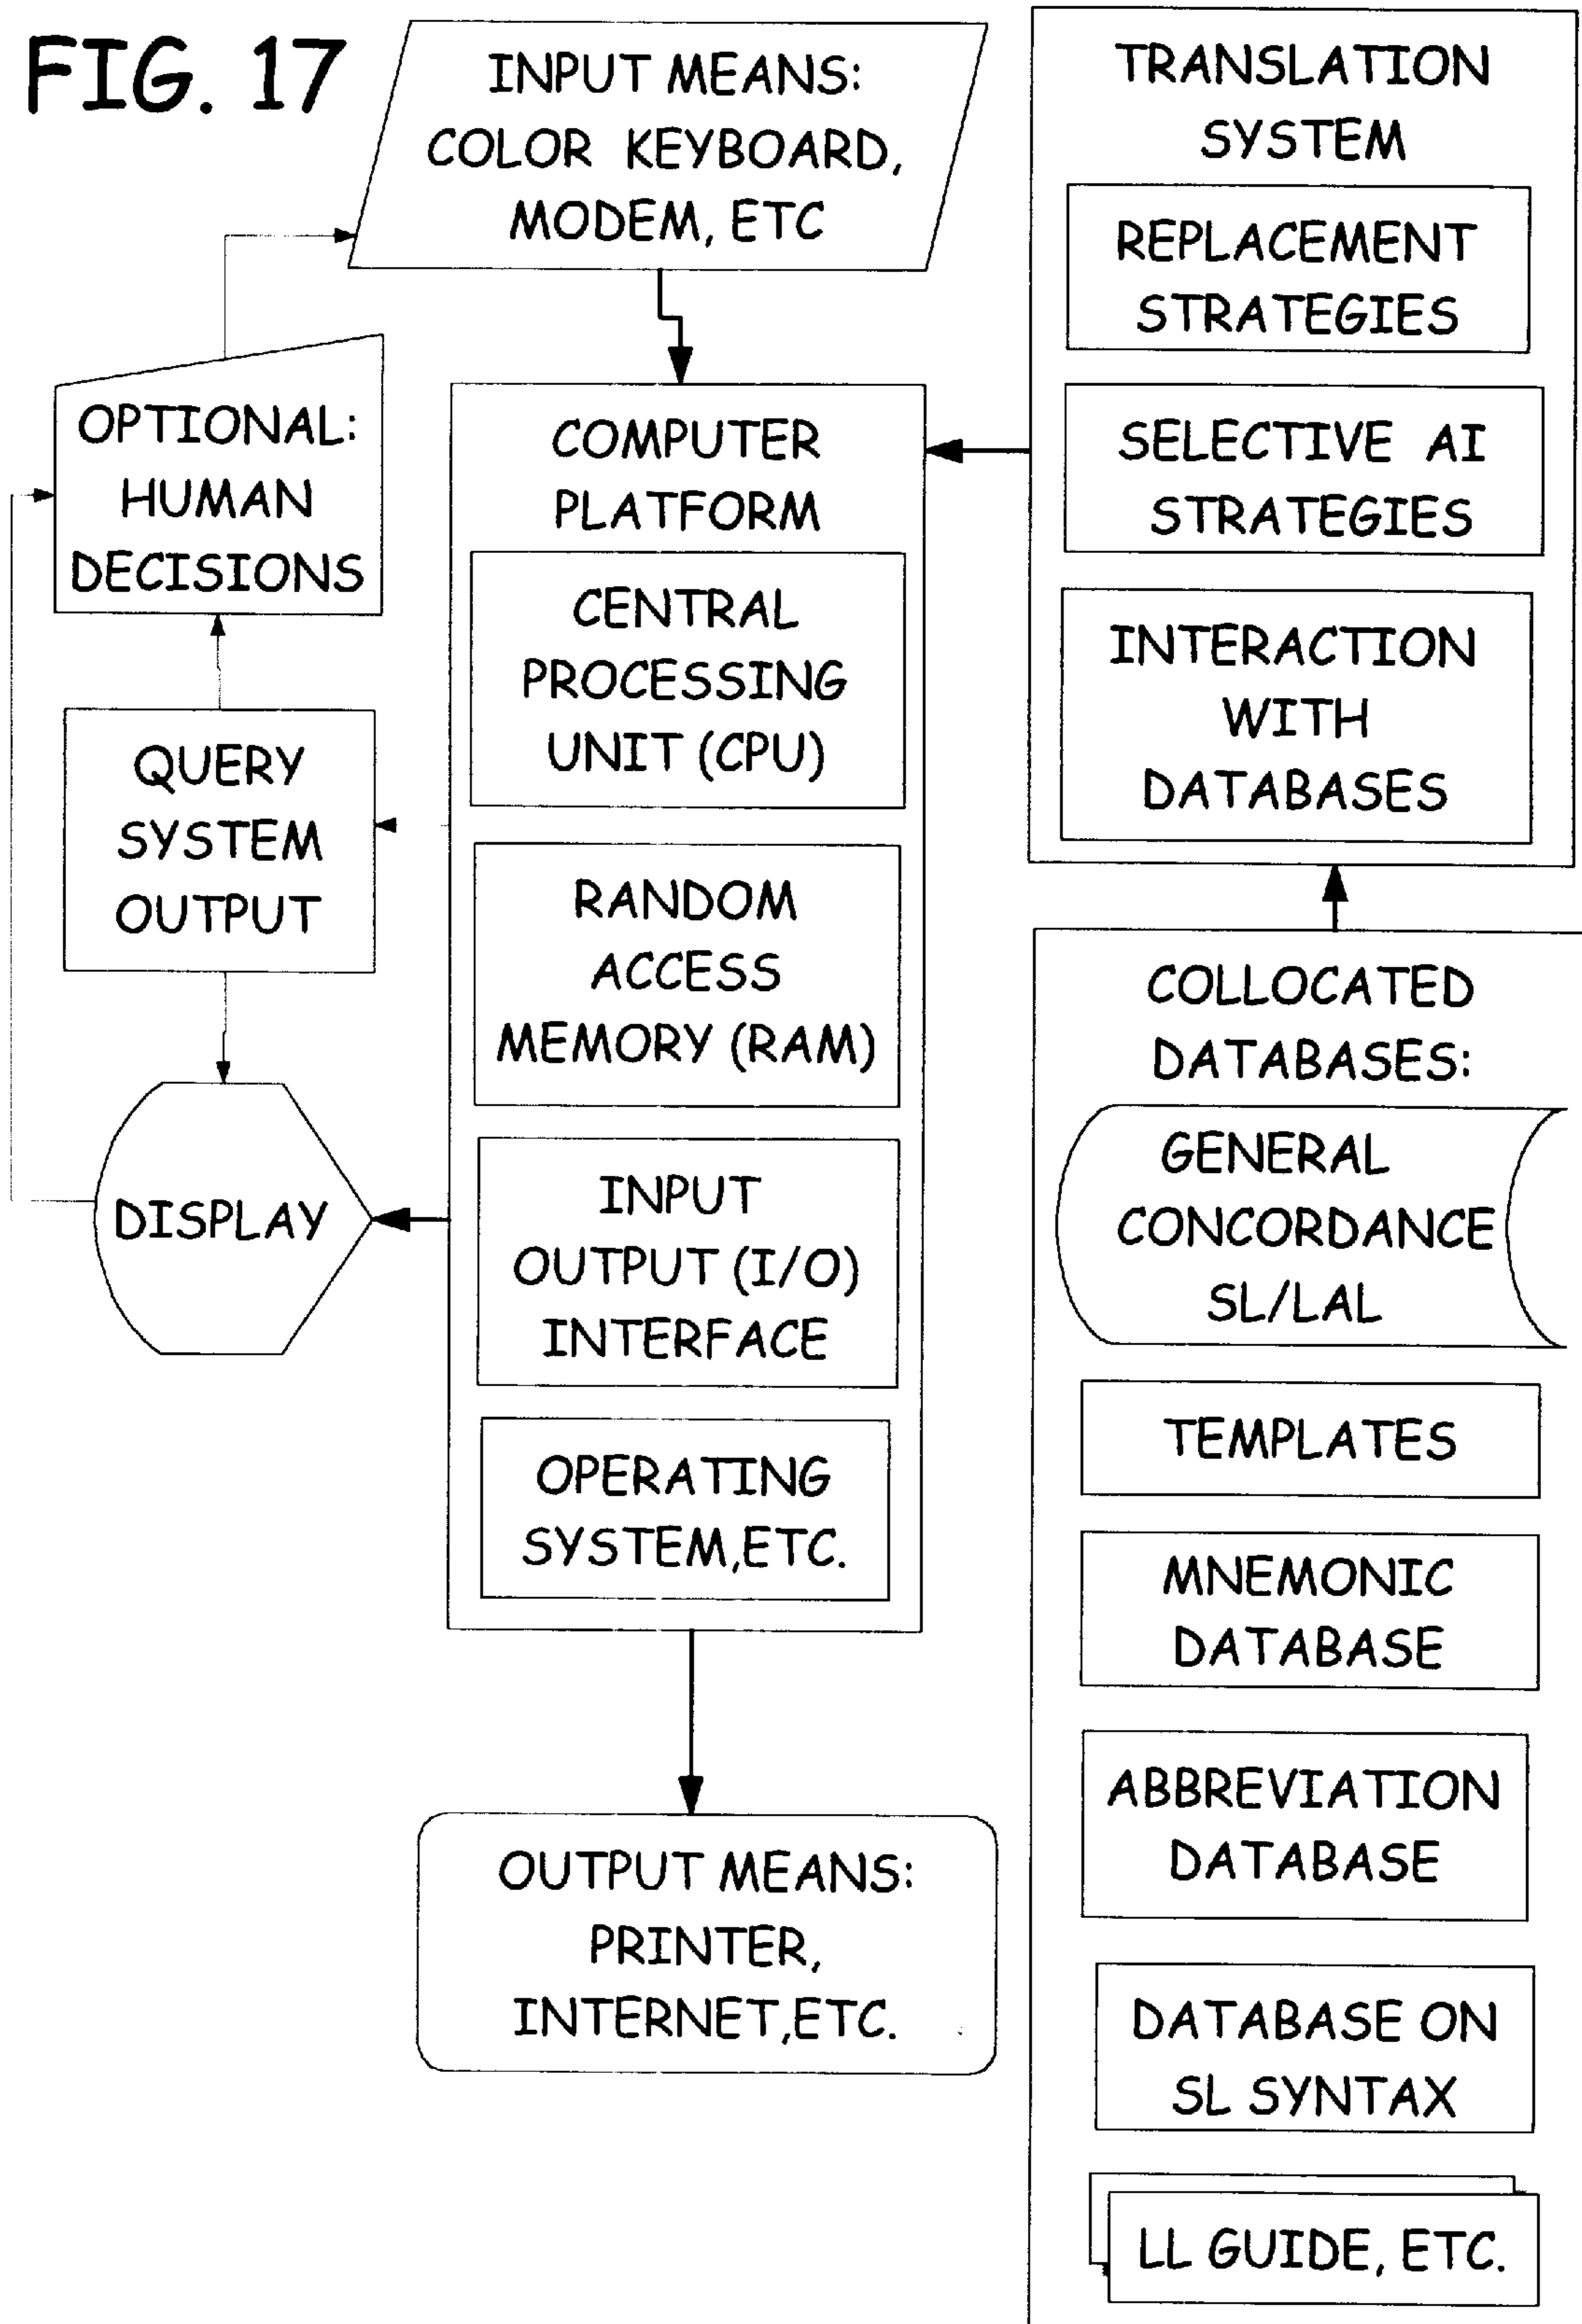 FIG. 17
INPUT MEANS:
COLOR KEYBOARD,
MODEM, ETC
OPTIONAL:
HUMAN
DECISIONS
QUERY
SYSTEM
OUTPUT
DISPLAY
COMPUTER
PLATFORM
CENTRAL
PROCESSING
UNIT (CPU)
RANDOM
ACCESS
MEMORY (RAM)
INPUT
OUTPUT (I/O)
INTERFACE
OPERATING
SYSTEM,ETC.
OUTPUT MEANS:
PRINTER,
INTERNET,ETC.
TRANSLATION
SYSTEM
REPLACEMENT
STRATEGIES
SELECTIVE AI
STRATEGIES
INTERACTION
WITH
DATABASES
COLLOCATED
DATABASES:
GENERAL
CONCORDANCE
SL/LAL
TEMPLATES
MNEMONIC
DATABASE
ABBREVIATION
DATABASE
DATABASE ON
SL SYNTAX
LL GUIDE, ETC.